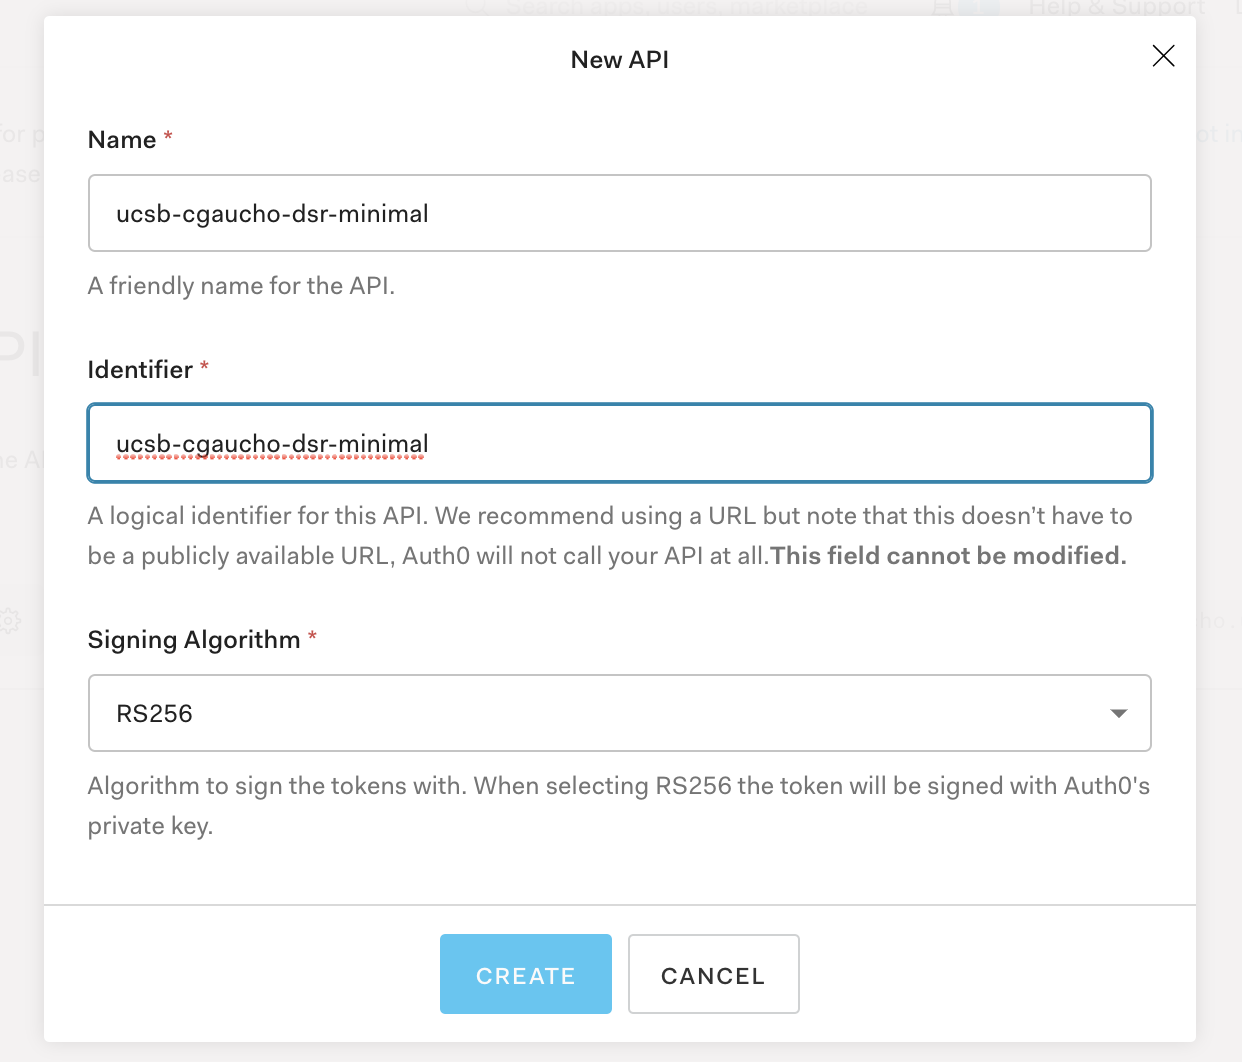 Search apps, users, marketplace
Help & Support
New API
Name *
ucsb-cgaucho-dsr-minimal
A friendly name for the API.
Identifier *
ucsb-cgaucho-dsr-minimal
A logical identifier for this API. We recommend using a URL but note that this doesn’t have to
be a publicly available URL, Auth0 will not call your API at all.This field cannot be modified.
Signing Algorithm *
RS256
Algorithm to sign the tokens with. When selecting RS256 the token will be signed with Auth0's
private key.
CREATE
CANCEL